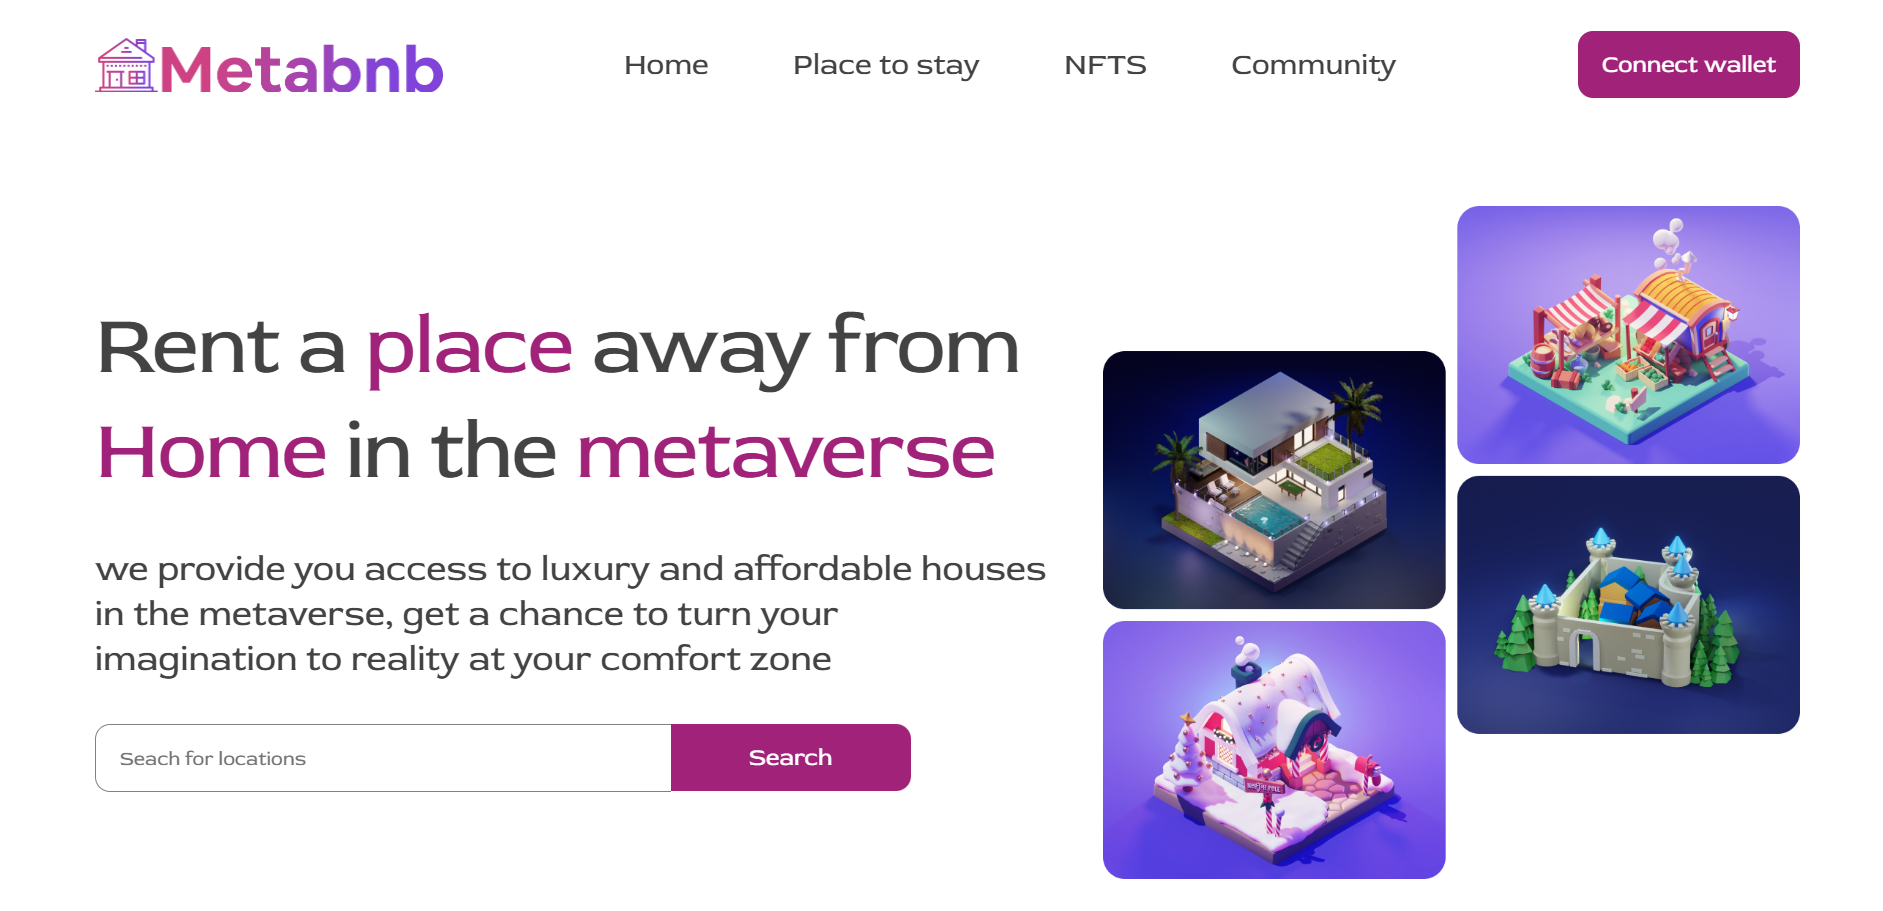 Metabnb
Home
Place to stay
NFTS
Community
Connect wallet
Rent a place away from
Home in the metaverse
we provide you access to luxury and affordable houses
in the metaverse, get a chance to turn your
imagination to reality at your comfort zone
Seach for locations
Search